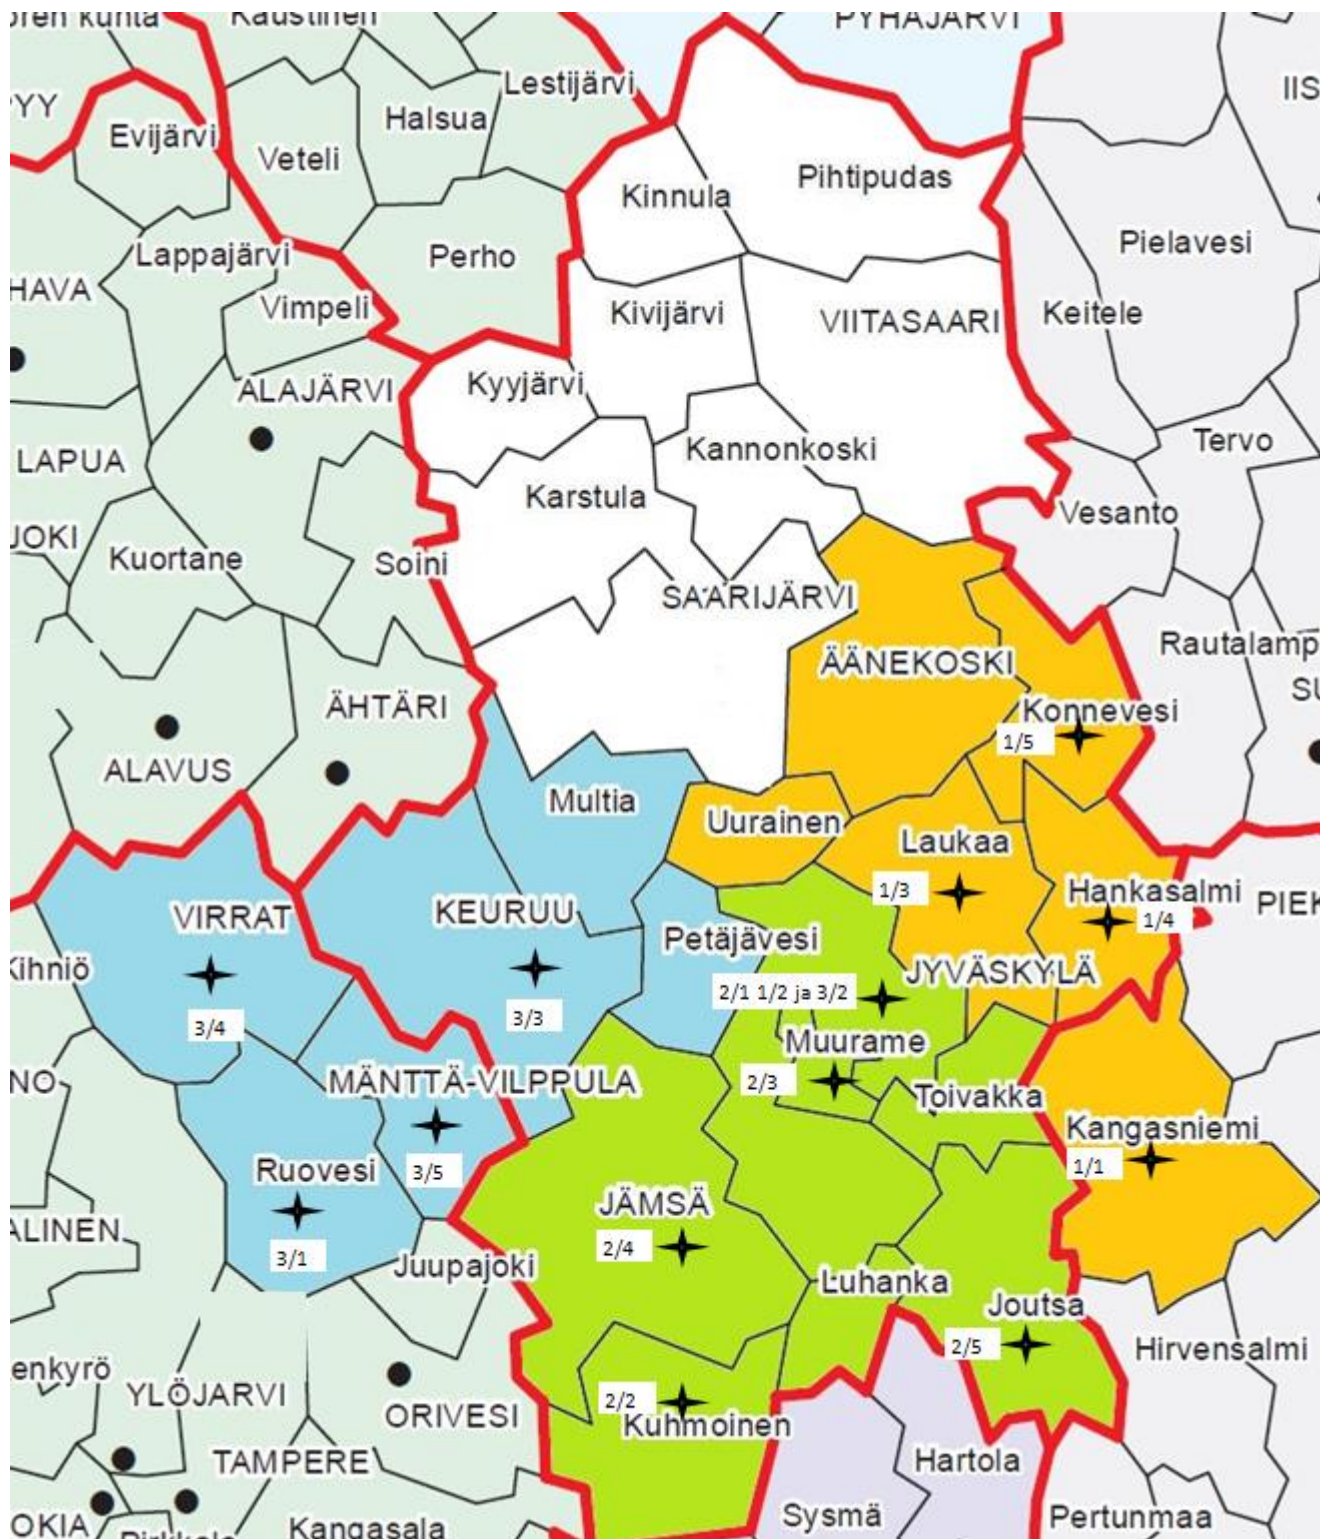 Kaustinen
PYHÄJÄRVI
Lestijärvi
Halsua
Evijärvi
Veteli
Pihtipudas
Kinnula
Perho
Pielavesi
Lappajärvi
HAVA
Vimpeli
Kivijärvi
VIITASAARI
Keitele
Kyyjärvi
ALAJÄRVI
Tervo
LAPUA
Kannonkoski
Karstula
Vesanto
JOKI
Kuortane
Soini
SAARIJÄRVI
Rautalamp
ÄÄNEKOSKI
ÄHTÄRI
Konnevesi
1/5
ALAVUS
Multia
Uurainen
Laukaa
1/3
Hankasalmi
1/4
PIEK
VIRRAT
KEURUU
Petäjävesi
Kihniö
JYVÄSKYLÄ
2/1 1/2 ja 3/2
3/4
3/3
Muurame
2/3
MÄNTTÄ-VILPPULA
Toivakka
NO
Kangasniemi
1/1
Ruovesi
3/5
JÄMSÄ
2/4
ALINEN
3/1
Juupajoki
Luhanka
Joutsa
2/5
Hirvensalmi
enkyrö
YLÖJARVI
2/2
ORIVESI
Kuhmoinen
TAMPERE
Hartola
Sysmä
Pertunmaa
OKIA
Pirkkala
Kangasala